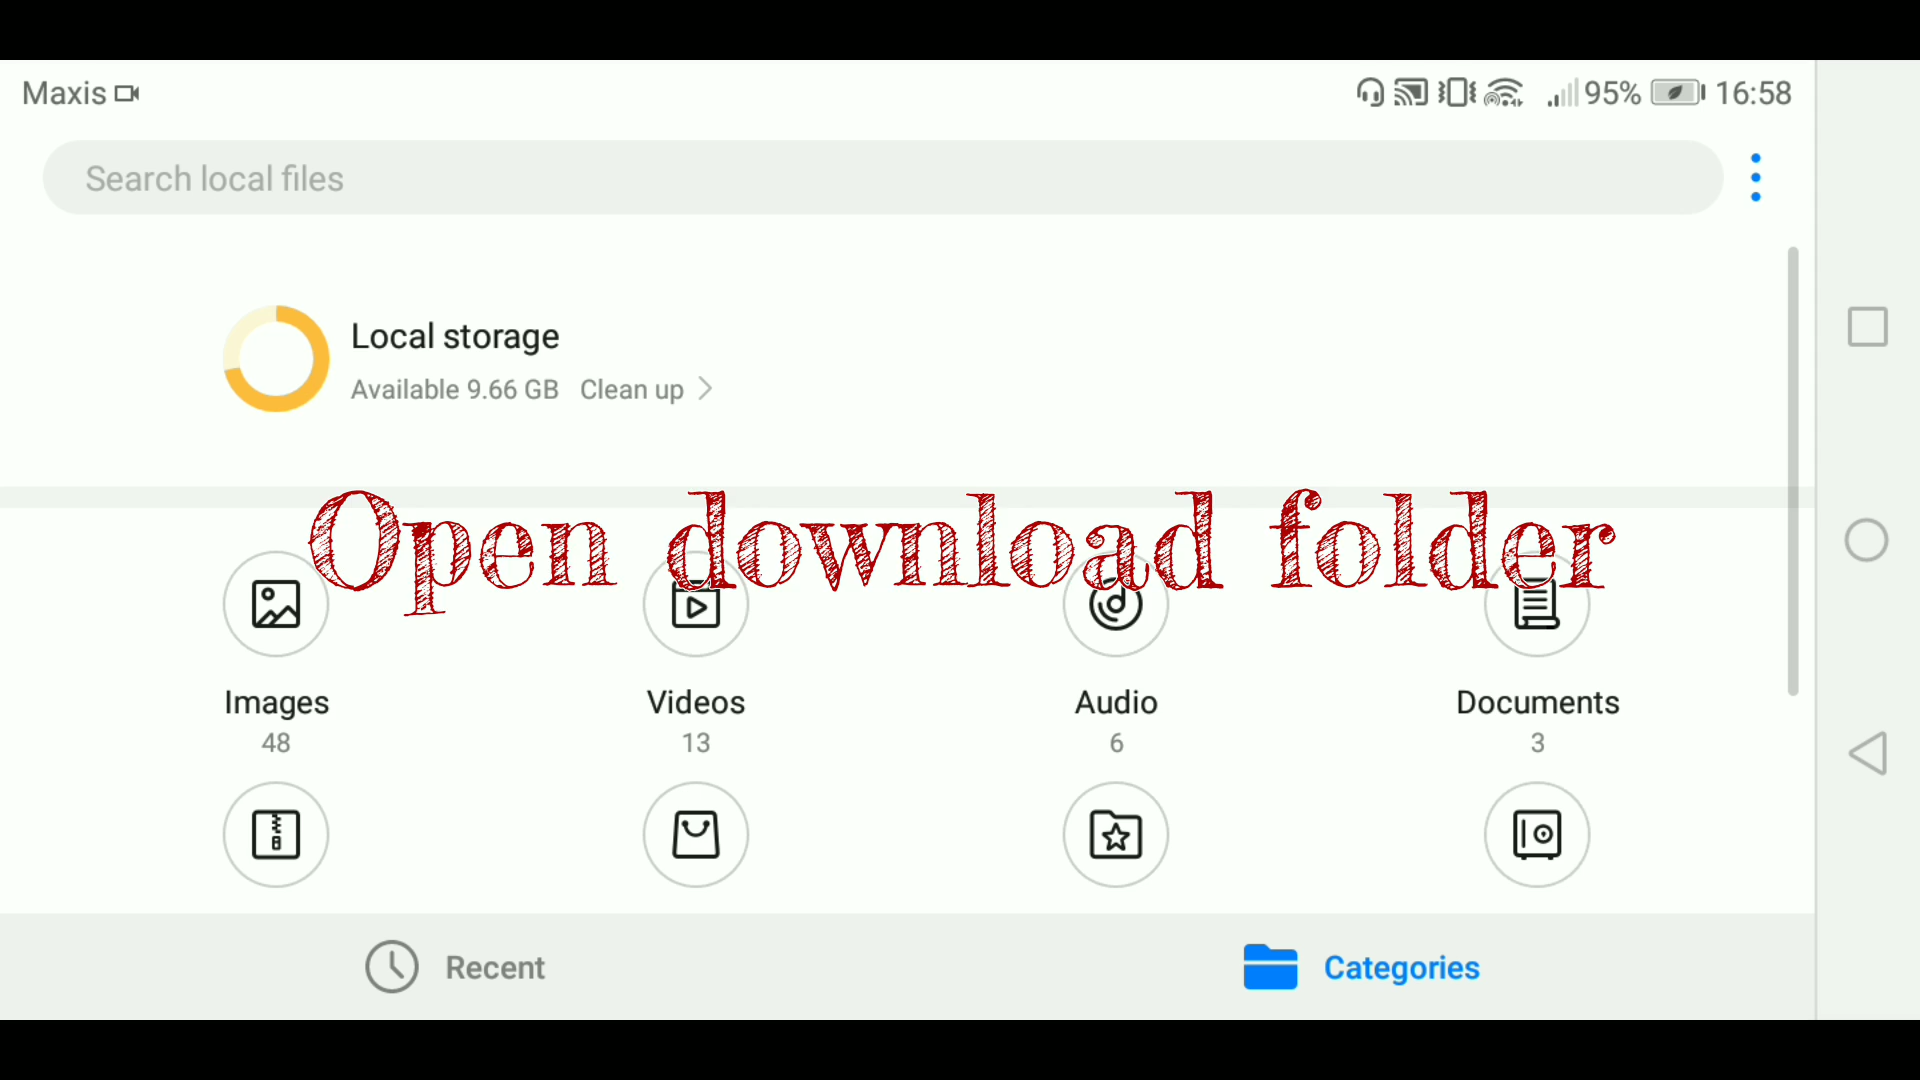 Maxis 95% 16:58
Search local files
Local storage
Available 9.66 GB Clean up
Open download folder
Images Videos Audio Documents
48 13 6 3
Recent Categories